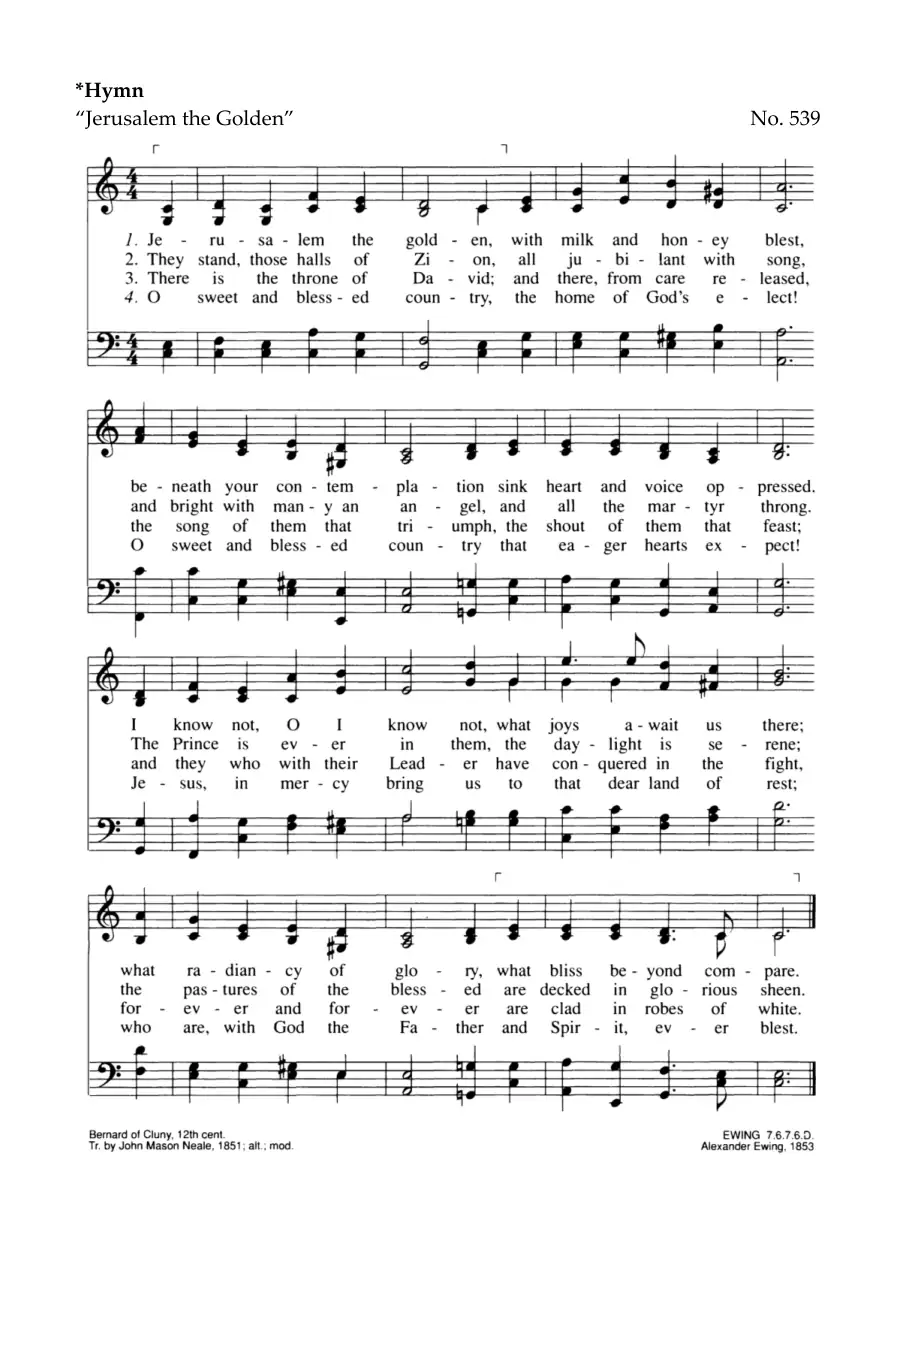 *Hymn
“Jerusalem the Golden” No. 539
1. Je - ru - sa - lem the gold - en, with milk and hon - ey blest,
2. They stand, those halls of Zi - on, all ju - bi - lant with song,
3. There is the throne of Da - vid; and there, from care re - leased,
4. O sweet and bless - ed coun - try, the home of God's e - lect!
be - neath your con - tem - pla - tion sink heart and voice op - pressed.
and bright with man - y an an - gel, and all the mar - tyr throng.
the song of them that tri - umph, the shout of them that feast;
O sweet and bless - ed coun - try that ea - ger hearts ex - pect!
I know not, O I know not, what joys a - wait us there;
The Prince is ev - er in them, the day - light is se - rene;
and they who with their Lead - er have con - quered in the fight,
Je - sus, in mer - cy bring us to that dear land of rest;
what ra - dian - cy of glo - ry, what bliss be - yond com - pare.
the pas - tures of the bless - ed are decked in glo - rious sheen.
for - ev - er and for - ev - er are clad in robes of white.
who are, with God the Fa - ther and Spir - it, ev - er blest.
Bernard of Cluny, 12th cent. EWING 7.6.7.6.D.
Tr. by John Mason Neale, 1851; alt.; mod. Alexander Ewing, 1853